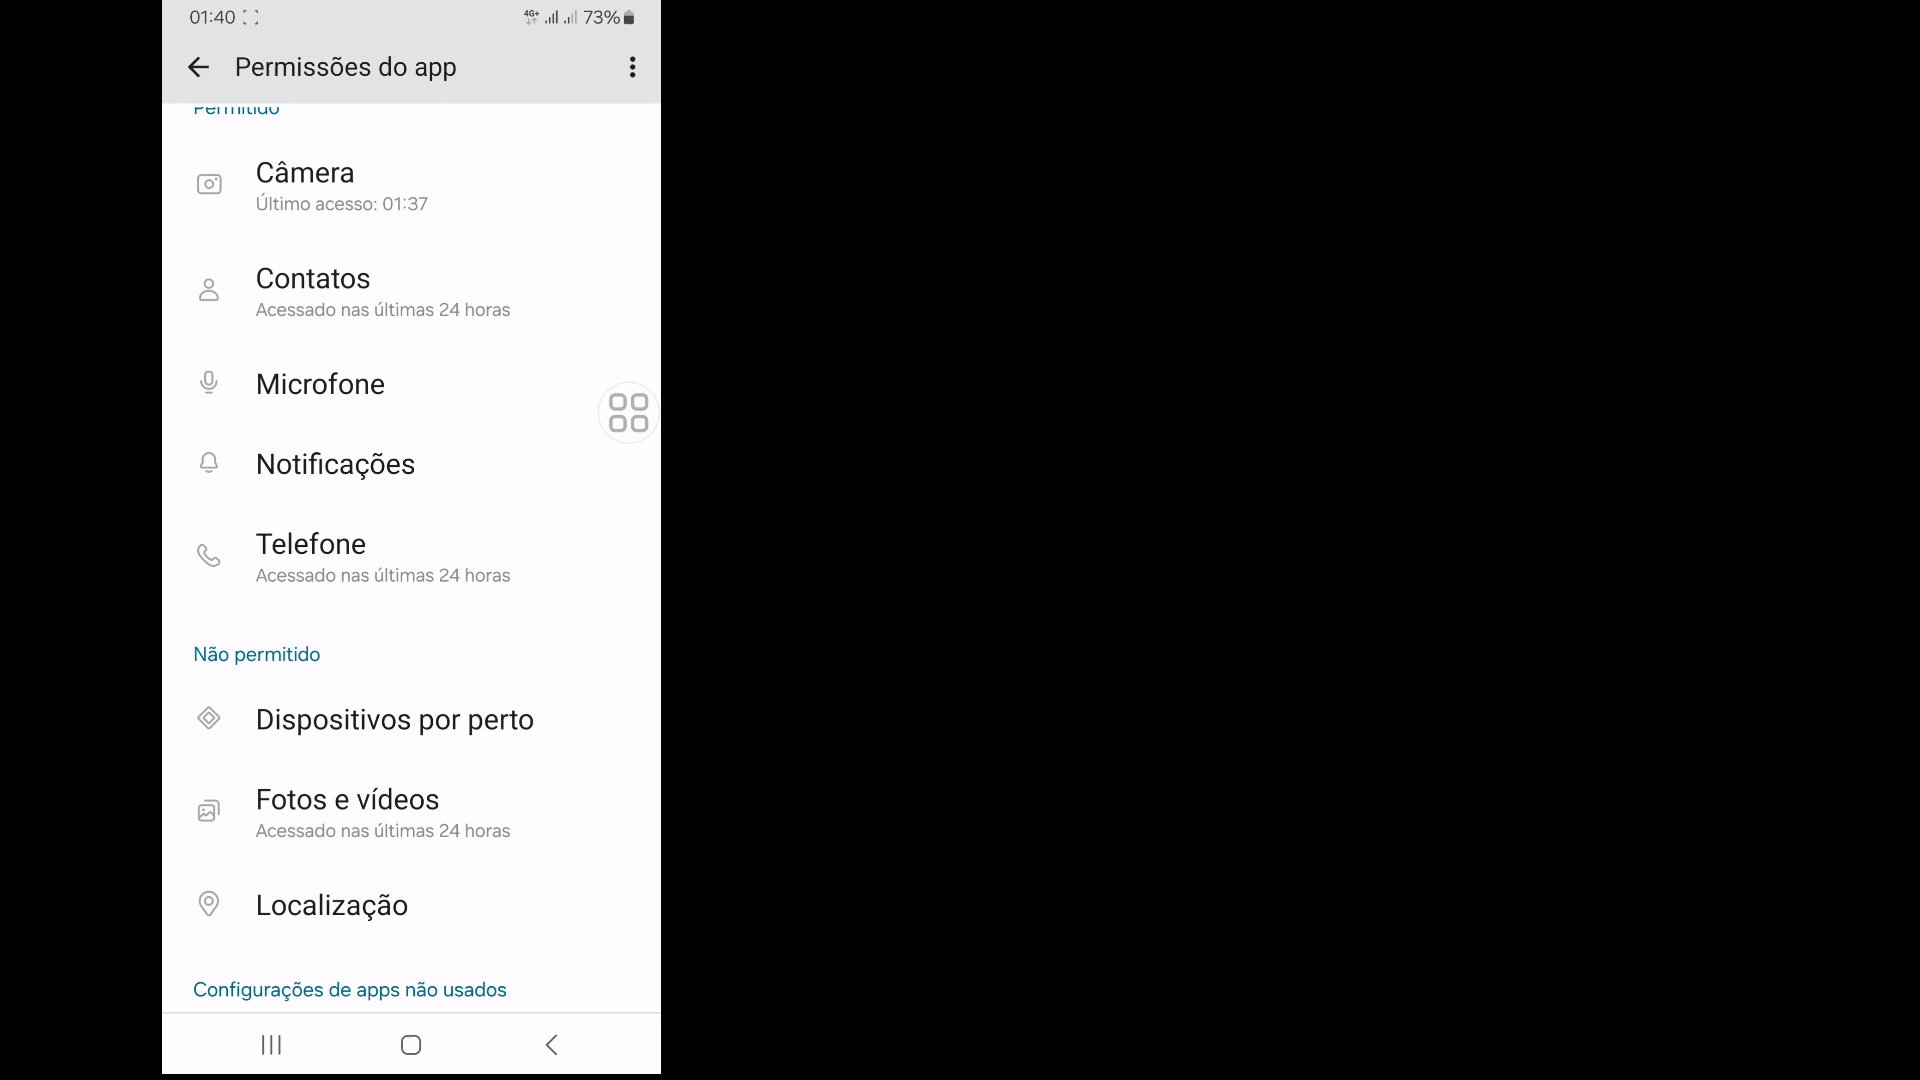 01:40 4G+ 73%
Permissões do app
Permitido
Câmera
Último acesso: 01:37
Contatos
Acessado nas últimas 24 horas
Microfone
Notificações
Telefone
Acessado nas últimas 24 horas
Não permitido
Dispositivos por perto
Fotos e vídeos
Acessado nas últimas 24 horas
Localização
Configurações de apps não usados